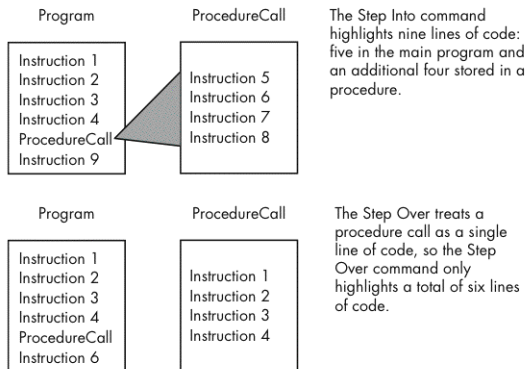 Program
Instruction 1
Instruction 2
Instruction 3
Instruction 4
ProcedureCall
Instruction 9
ProcedureCall
Instruction 5
Instruction 6
Instruction 7
Instruction 8
The Step Into command
highlights nine lines of code:
five in the main program and
an additional four stored in a
procedure.
Program
Instruction 1
Instruction 2
Instruction 3
Instruction 4
ProcedureCall
Instruction 6
ProcedureCall
Instruction 1
Instruction 2
Instruction 3
Instruction 4
The Step Over treats a
procedure call as a single
line of code, so the Step
Over command only
highlights a total of six lines
of code.